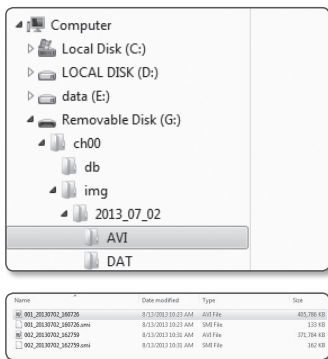 Computer
Local Disk (C:)
LOCAL DISK (D:)
data (E:)
Removable Disk (G:)
ch00
db
img
2013_07_02
AVI
DAT
Name Date modified Type Size
001_20130702_160726 8/13/2013 10:23 AM AVI File 405,786 KB
001_20130702_160726.smi 8/13/2013 10:23 AM SMI File 133 KB
002_20130702_162759 8/13/2013 10:31 AM AVI File 371,784 KB
002_20130702_162759.smi 8/13/2013 10:31 AM SMI File 162 KB